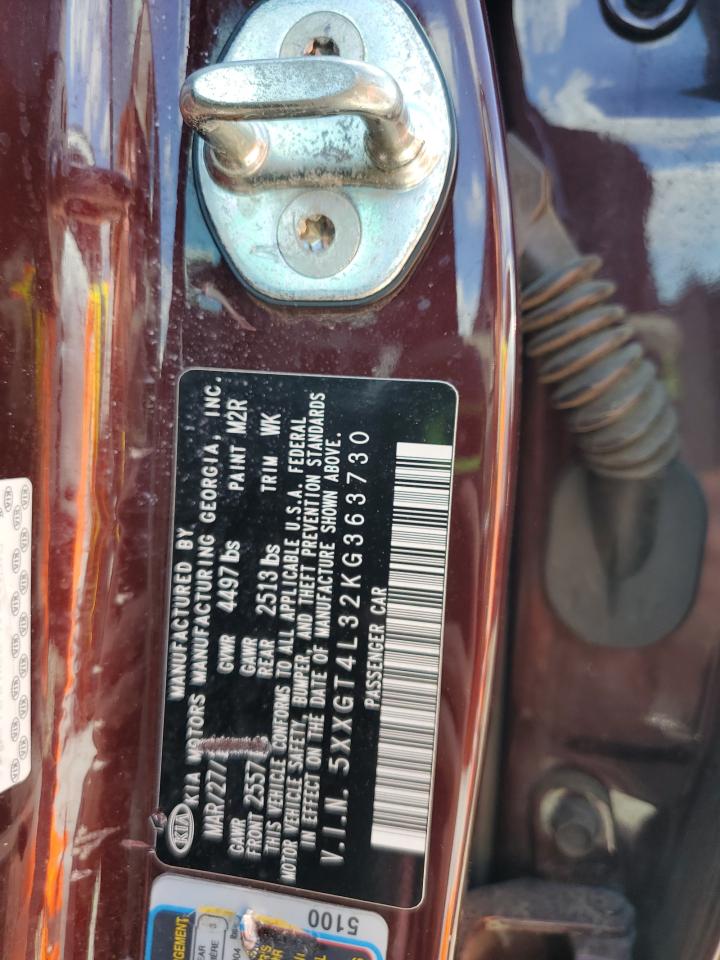 MANUFACTURED BY
KIA KIA MOTORS MANUFACTURING GEORGIA, INC.
MAR/27/ GVWR 4497 lbs PAINT M2R
GAWR GAWR
FRONT 2557 REAR 2513 lbs TRIM WK
THIS VEHICLE CONFORMS TO ALL APPLICABLE U.S.A. FEDERAL
MOTOR VEHICLE SAFETY, BUMPER, AND THEFT PREVENTION STANDARDS
IN EFFECT ON THE DATE OF MANUFACTURE SHOWN ABOVE.
V.I.N. 5XXGT4L32KG363730
PASSENGER CAR
5100